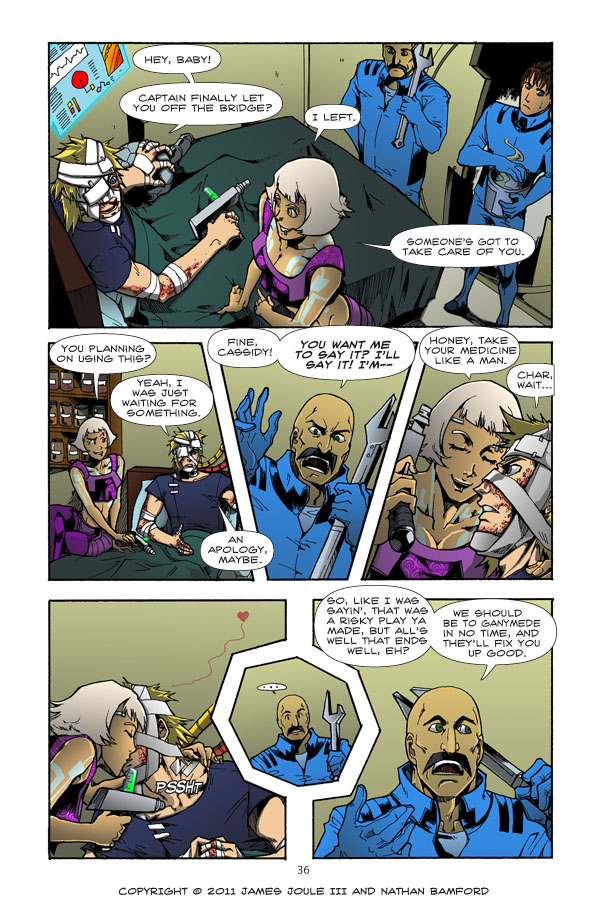 HEY, BABY!
CAPTAIN FINALLY LET
YOU OFF THE BRIDGE?
I LEFT.
SOMEONE'S GOT TO
TAKE CARE OF YOU.
YOU PLANNING
ON USING THIS?
YEAH, I
WAS JUST
WAITING FOR
SOMETHING.
AN
APOLOGY,
MAYBE.
FINE,
CASSIDY!
YOU WANT ME
TO SAY IT? I'LL
SAY IT! I'M--
HONEY, TAKE
YOUR MEDICINE
LIKE A MAN.
CHAR,
WAIT...
PSSHT
...
SO, LIKE I WAS
SAYIN', THAT WAS
A RISKY PLAY YA
MADE, BUT ALL'S
WELL THAT ENDS
WELL, EH?
WE SHOULD
BE TO GANYMEDE
IN NO TIME, AND
THEY'LL FIX YOU
UP GOOD.
36
COPYRIGHT © 2011 JAMES JOULE III AND NATHAN BAMFORD